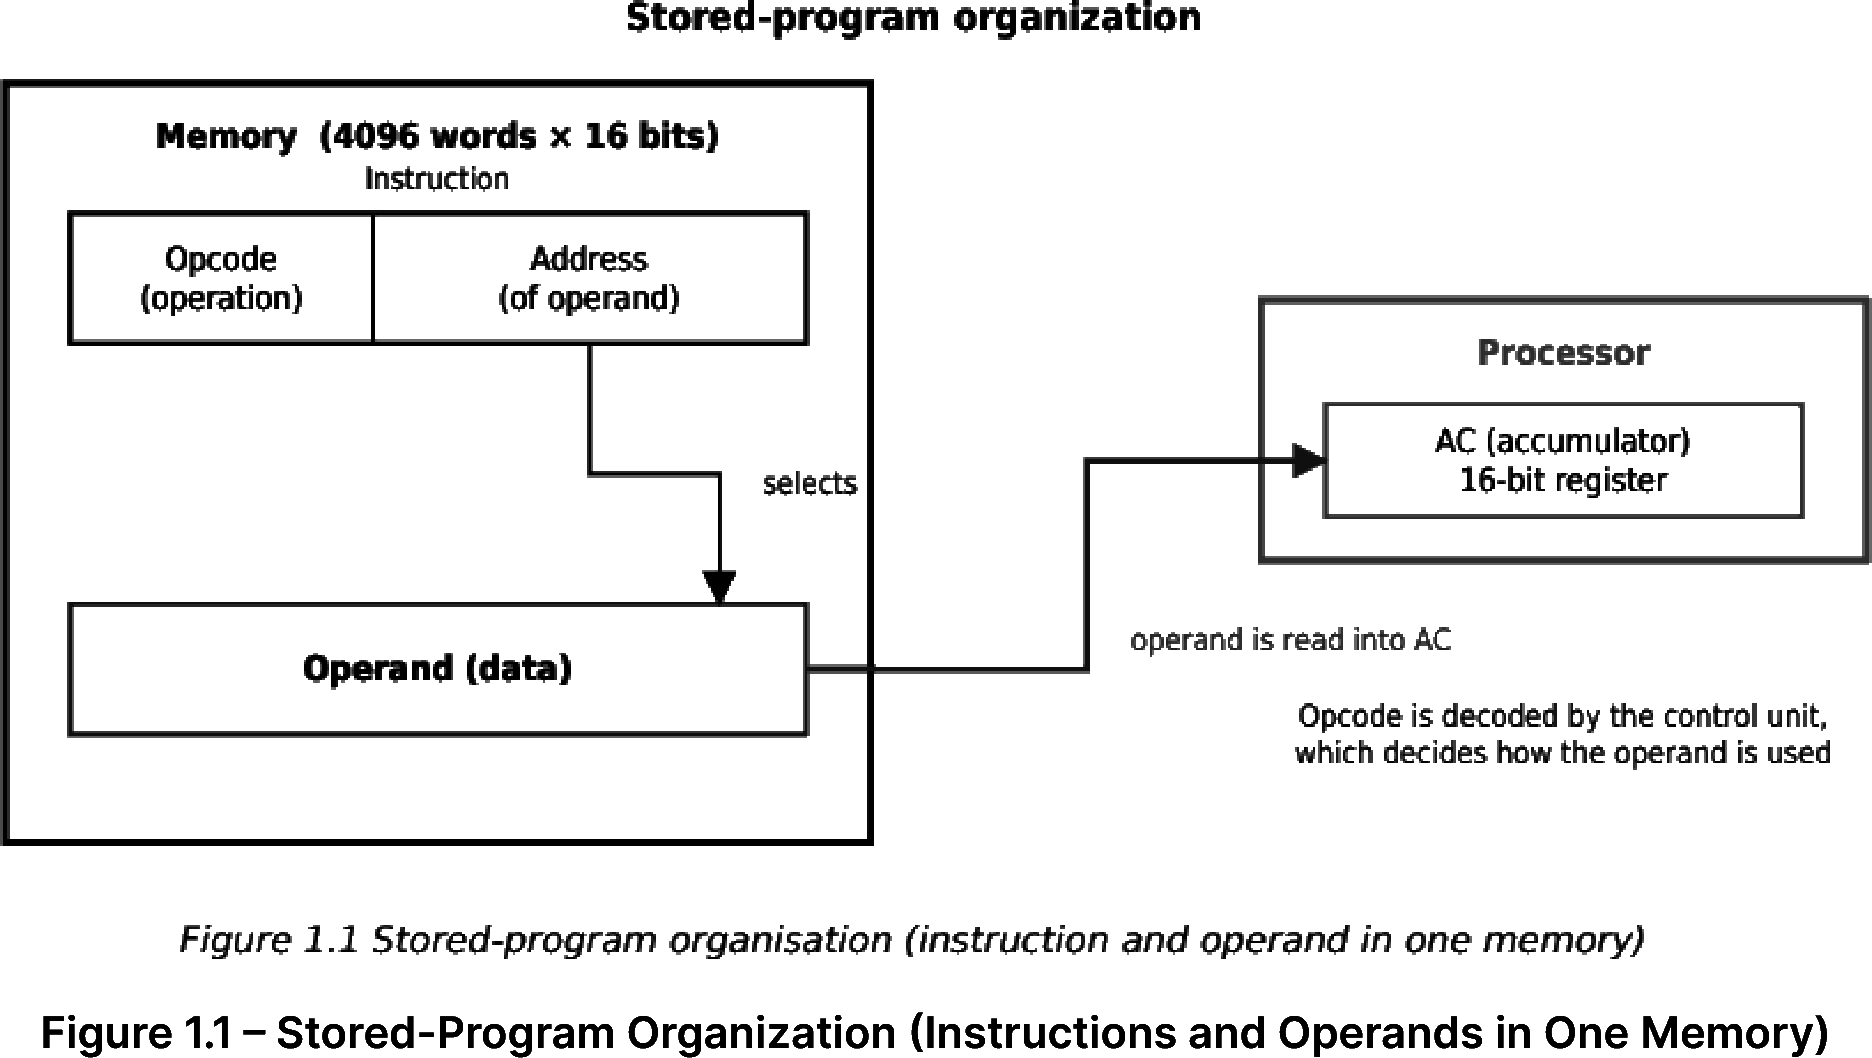 Stored-program organization
Memory (4096 words × 16 bits)
Instruction
Opcode
(operation)
Address
(of operand)
selects
Operand (data)
Processor
AC (accumulator)
16-bit register
operand is read into AC
Opcode is decoded by the control unit,
which decides how the operand is used
Figure 1.1 Stored-program organisation (instruction and operand in one memory)
Figure 1.1 – Stored-Program Organization (Instructions and Operands in One Memory)